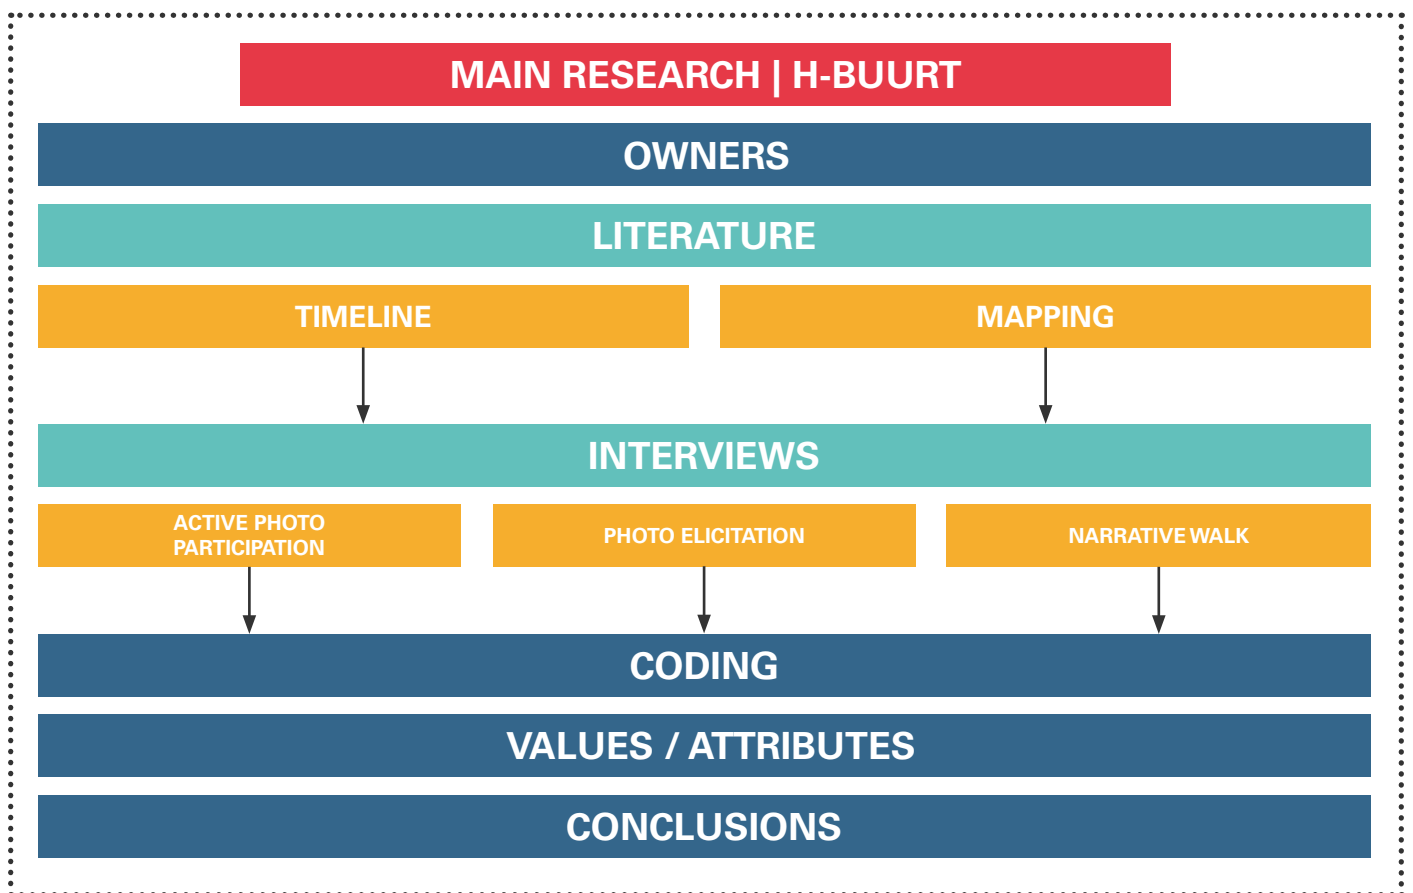 MAIN RESEARCH | H-BUURT
OWNERS
LITERATURE
TIMELINE
MAPPING
INTERVIEWS
ACTIVE PHOTO
PARTICIPATION
PHOTO ELICITATION
NARRATIVE WALK
CODING
VALUES / ATTRIBUTES
CONCLUSIONS